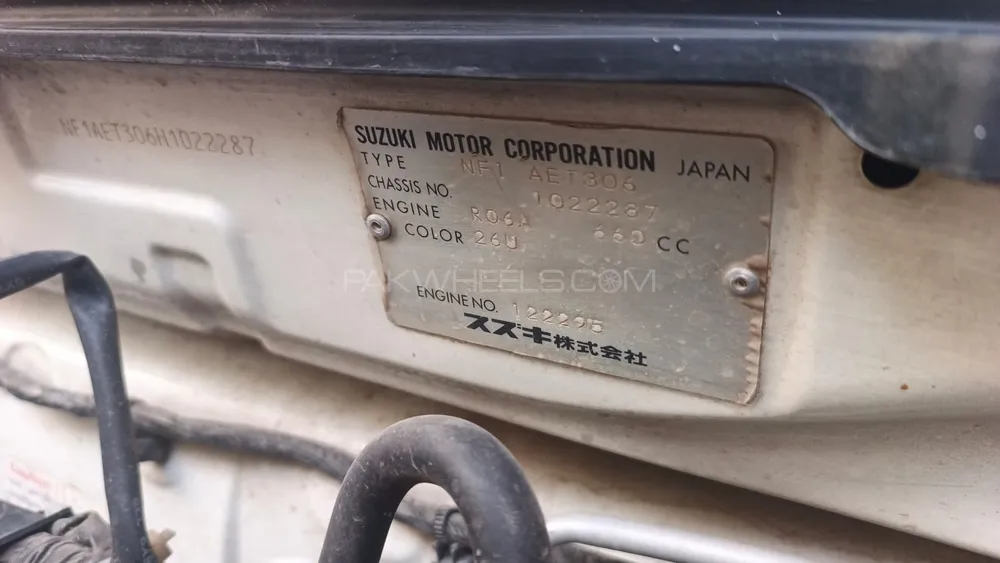 NF1AET306H1022287
SUZUKI MOTOR CORPORATION JAPAN
TYPE NF1 AET306
CHASSIS NO. 1022287
ENGINE R06A 660 CC
COLOR 26U
PAKWHEELS.COM
ENGINE NO. 122295
スズキ株式会社